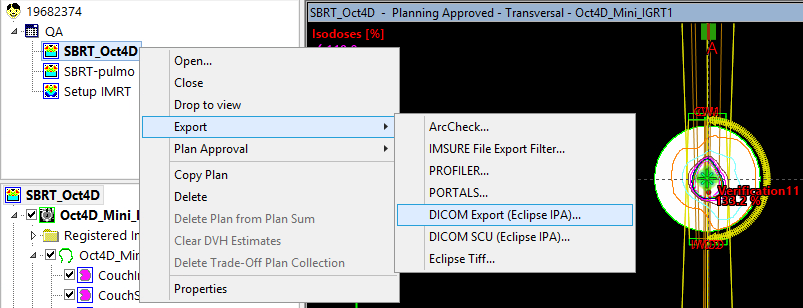 19682374
QA
SBRT_Oct4D
SBRT-pulmo
Setup IMRT
Open...
Close
Drop to view
Export
Plan Approval
Copy Plan
Delete
Delete Plan from Plan Sum
Clear DVH Estimates
Delete Trade-Off Plan Collection
Properties
ArcCheck...
IMSURE File Export Filter...
PROFILER...
PORTALS...
DICOM Export (Eclipse IPA)...
DICOM SCU (Eclipse IPA)...
Eclipse Tiff...
SBRT_Oct4D
Oct4D_Mini_I
Registered In
Oct4D_Mi
CouchIn
CouchS
SBRT_Oct4D - Planning Approved - Transversal - Oct4D_Mini_IGRT1
Isodoses [%]
A
Verification11
133.2 %